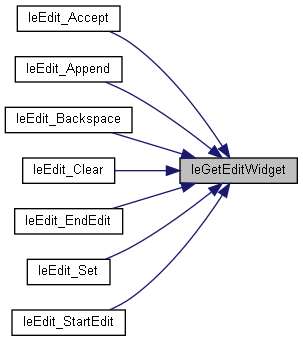 leEdit_Accept
leEdit_Append
leEdit_Backspace
leGetEditWidget
leEdit_Clear
leEdit_EndEdit
leEdit_Set
leEdit_StartEdit